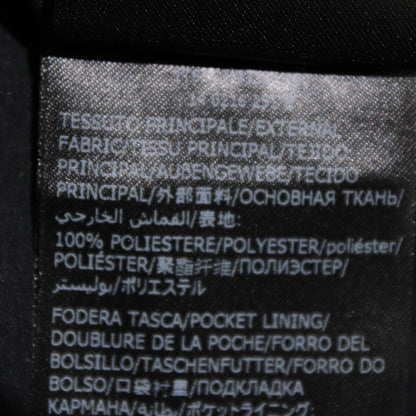 TESSUTO PRINCIPALE/EXTERNAL
FABRIC/TISSU PRINCIPAL/TEJIDO
PRINCIPAL/AUßENGEWEBE/TECIDO
PRINCIPAL/外部面料/ОСНОВНАЯ ТКАНЬ/
القماش الخارجي/表地:
100% POLIESTERE/POLYESTER/poliéster/
POLIÉSTER/聚酯纤维/ПОЛИЭСТЕР/
بوليستر/ポリエステル
FODERA TASCA/POCKET LINING/
DOUBLURE DE LA POCHE/FORRO DEL
BOLSILLO/TASCHENFUTTER/FORRO DO
BOLSO/口袋衬里/ПОДКЛАДКА
КАРМАНА/بطانة/ポケットライニング/